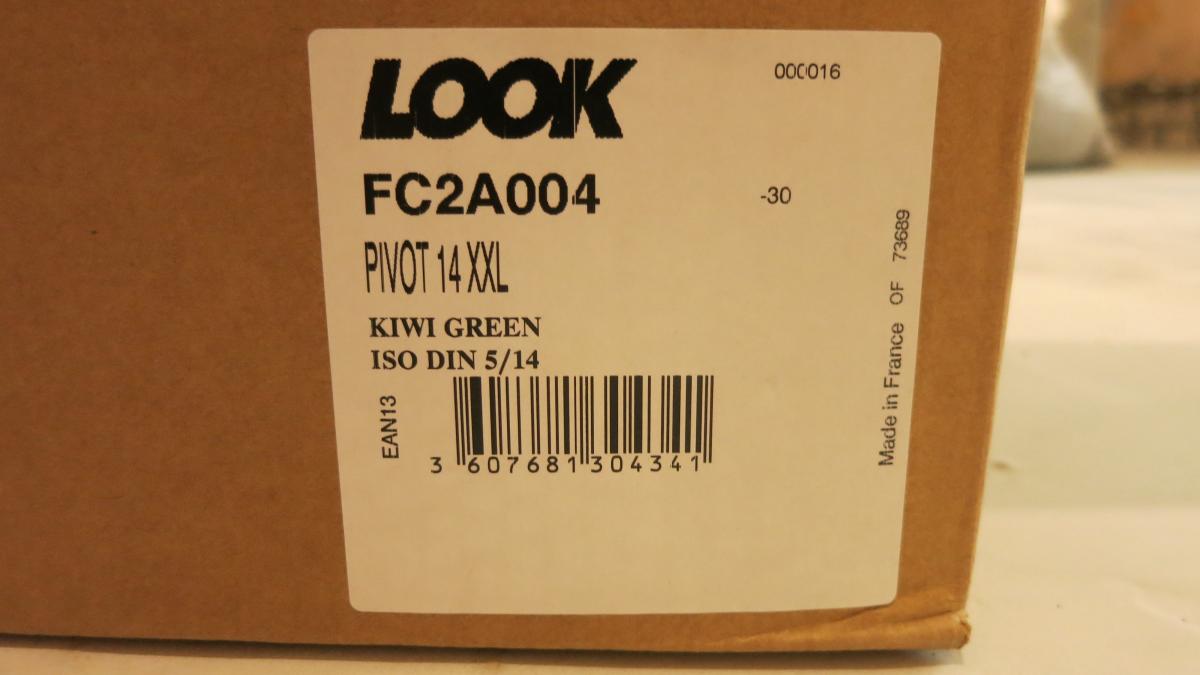 LOOK
000016
FC2A004
-30
PIVOT 14 XXL
KIWI GREEN
ISO DIN 5/14
EAN13
3 607681 304341
Made in France OF 73689